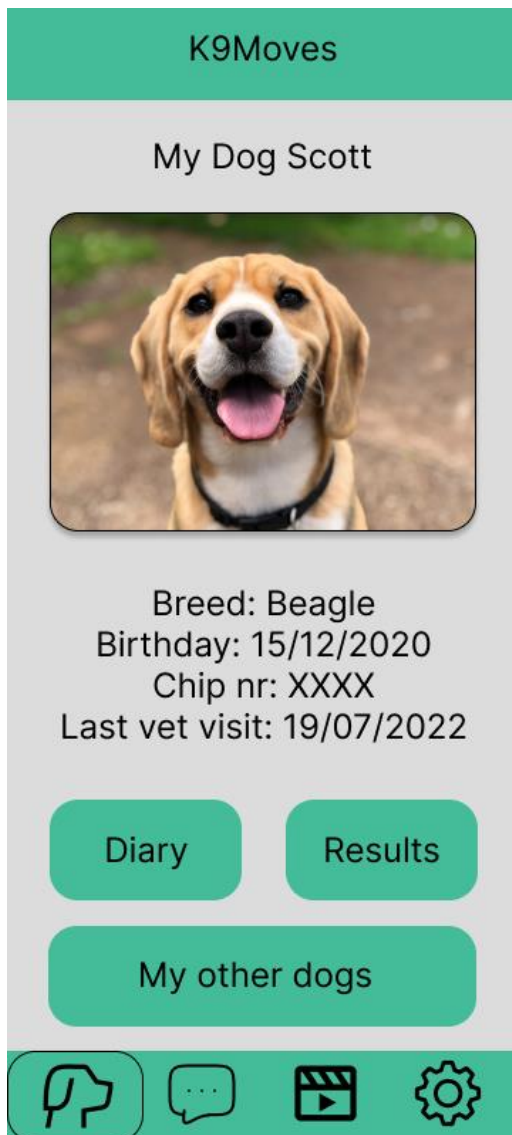 K9Moves
My Dog Scott
Breed: Beagle
Birthday: 15/12/2020
Chip nr: XXXX
Last vet visit: 19/07/2022
Diary
Results
My other dogs